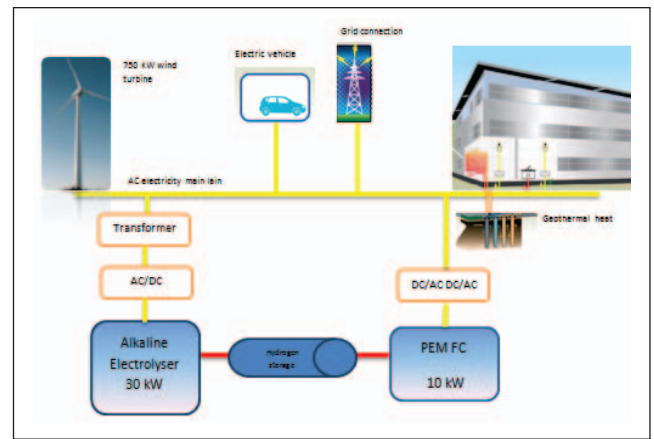 Grid connection
Electric vehicle
750 kW wind
turbine
AC electricity main lain
Geothermal heat
Transformer
AC/DC
DC/AC DC/AC
Alkaline
Electrolyser
30 kW
Hydrogen
storage
PEM FC
10 kW